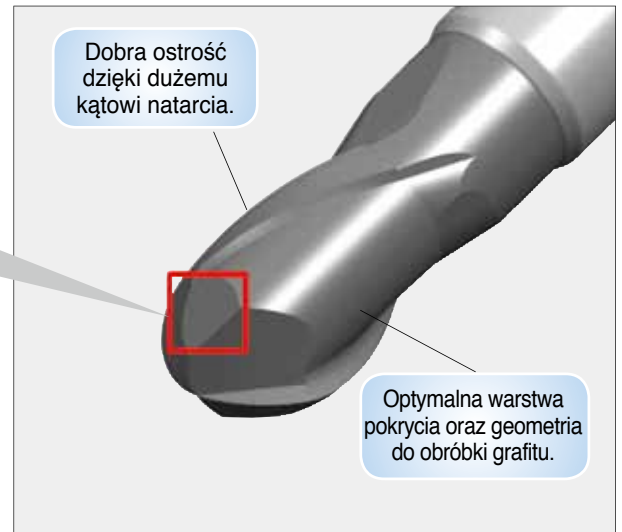 Dobra ostrość
dzięki dużemu
kątowi natarcia.
Optymalna warstwa
pokrycia oraz geometria
do obróbki grafitu.